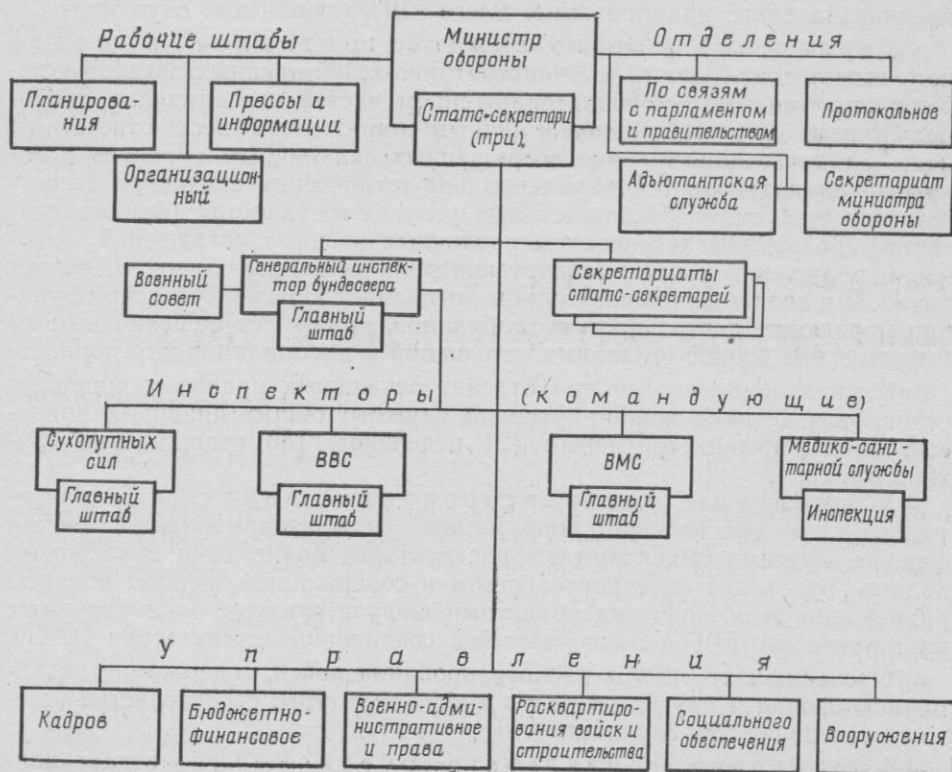 Рабочие штабы
Министр
обороны
Отделения
Планирова-
ния
Прессы и
информации
Организацион-
ный
Статс-секретари
(три)
По связям
с парламентом
и правительством
Протокольное
Адъютантская
служба
Секретариат
министра
обороны
Военный
совет
Генеральный инспек-
тор бундесвера
Главный
штаб
Секретариаты
статс-секретарей
Инспекторы (командующие)
Сухопутных
сил
Главный
штаб
ВВС
Главный
штаб
ВМС
Главный
штаб
Медико-сани-
тарной службы
Инспекция
Управления
Кадров
Бюджетно-
финансовое
Военно-адми-
нистративное
и права
Расквартиро-
вания войск и
строительства
Социального
обеспечения
Вооружения